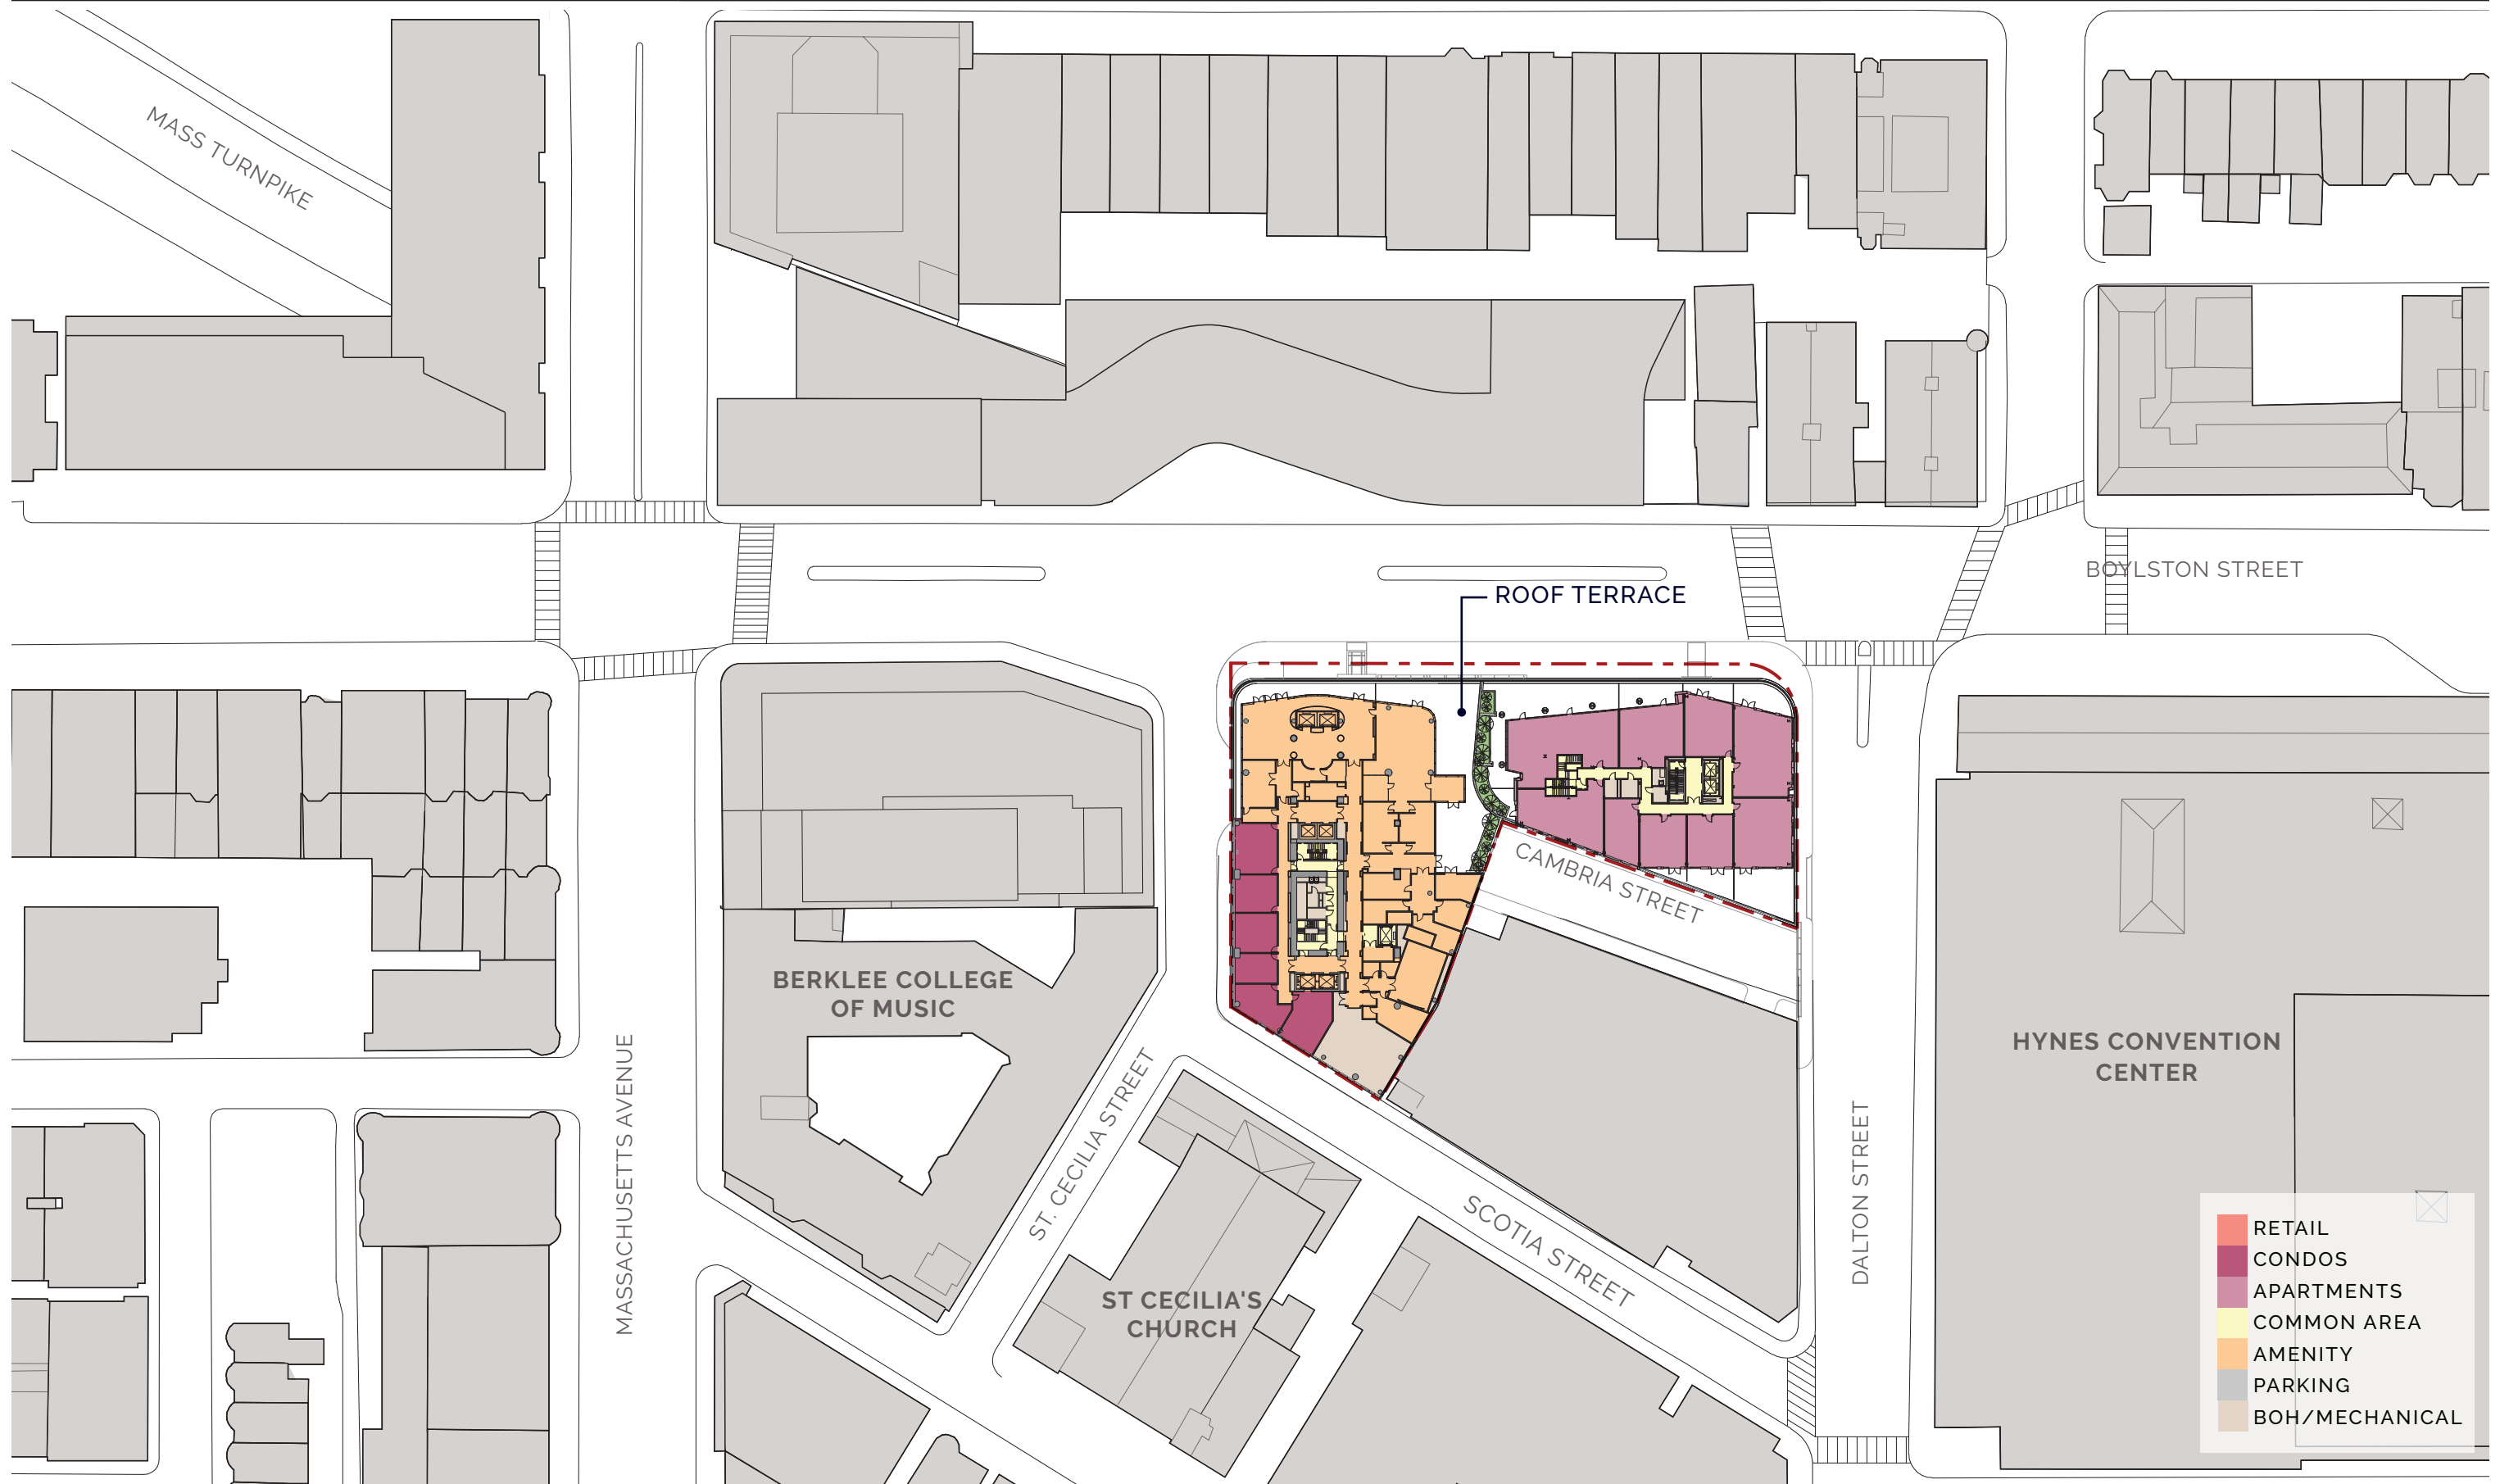 MASS TURNPIKE
BOYLSTON STREET
ROOF TERRACE
CAMBRIA STREET
BERKLEE COLLEGE
OF MUSIC
HYNES CONVENTION
CENTER
MASSACHUSETTS AVENUE
ST. CECILIA STREET
SCOTIA STREET
DALTON STREET
ST CECILIA'S
CHURCH
RETAIL
CONDOS
APARTMENTS
COMMON AREA
AMENITY
PARKING
BOH/MECHANICAL